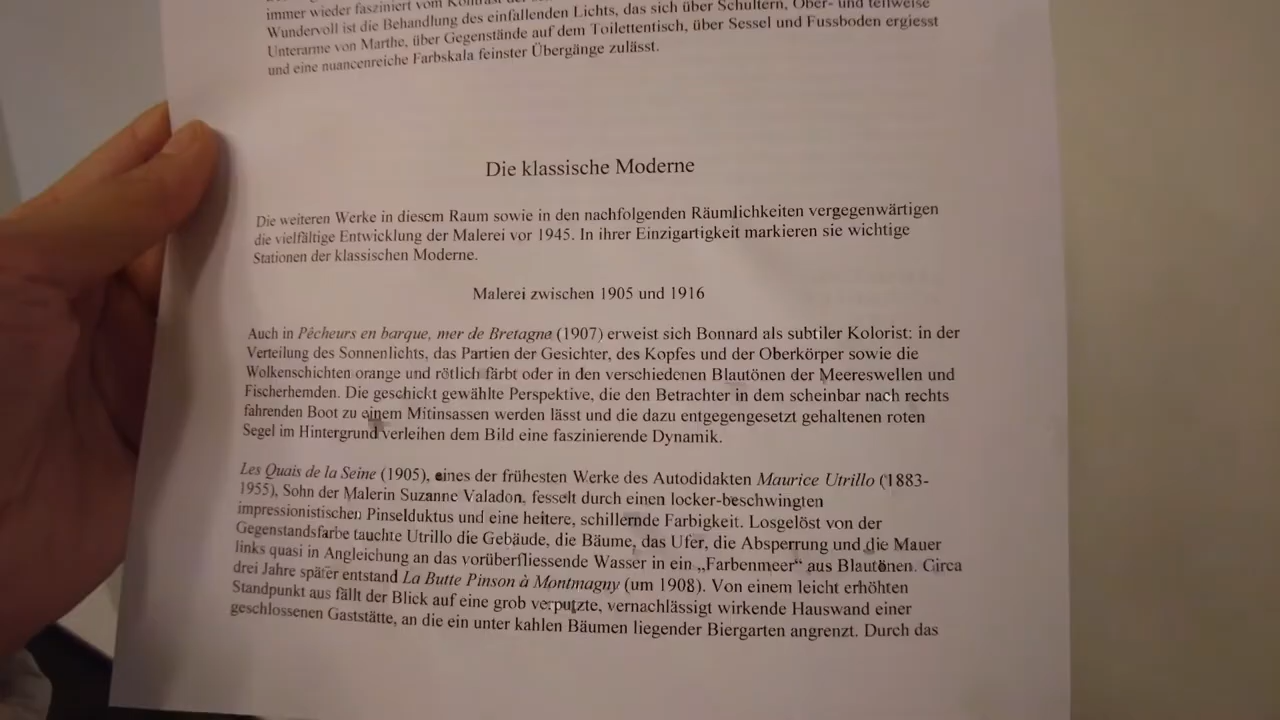 immer wieder fasziniert vom Kontrast der
Wundervoll ist die Behandlung des einfallenden Lichts, das sich über Schultern, Ober- und teilweise
Unterarme von Marthe, über Gegenstände auf dem Toilettentisch, über Sessel und Fussboden ergiesst
und eine nuancenreiche Farbskala feinster Übergänge zulässt.
Die klassische Moderne
Die weiteren Werke in diesem Raum sowie in den nachfolgenden Räumlichkeiten vergegenwärtigen
die vielfältige Entwicklung der Malerei vor 1945. In ihrer Einzigartigkeit markieren sie wichtige
Stationen der klassischen Moderne.
Malerei zwischen 1905 und 1916
Auch in Pêcheurs en barque, mer de Bretagne (1907) erweist sich Bonnard als subtiler Kolorist: in der
Verteilung des Sonnenlichts, das Partien der Gesichter, des Kopfes und der Oberkörper sowie die
Wolkenschichten orange und rötlich färbt oder in den verschiedenen Blautönen der Meereswellen und
Fischerhemden. Die geschickt gewählte Perspektive, die den Betrachter in dem scheinbar nach rechts
fahrenden Boot zu einem Mitinsassen werden lässt und die dazu entgegengesetzt gehaltenen roten
Segel im Hintergrund verleihen dem Bild eine faszinierende Dynamik.
Les Quais de la Seine (1905), eines der frühesten Werke des Autodidakten Maurice Utrillo (1883-
1955), Sohn der Malerin Suzanne Valadon, fesselt durch einen locker-beschwingten
impressionistischen Pinselduktus und eine heitere, schillernde Farbigkeit. Losgelöst von der
Gegenstandsfarbe tauchte Utrillo die Gebäude, die Bäume, das Ufer, die Absperrung und die Mauer
links quasi in Angleichung an das vorüberfliessende Wasser in ein „Farbenmeer“ aus Blautönen. Circa
drei Jahre später entstand La Butte Pinson à Montmagny (um 1908). Von einem leicht erhöhten
Standpunkt aus fällt der Blick auf eine grob verputzte, vernachlässigt wirkende Hauswand einer
geschlossenen Gaststätte, an die ein unter kahlen Bäumen liegender Biergarten angrenzt. Durch das